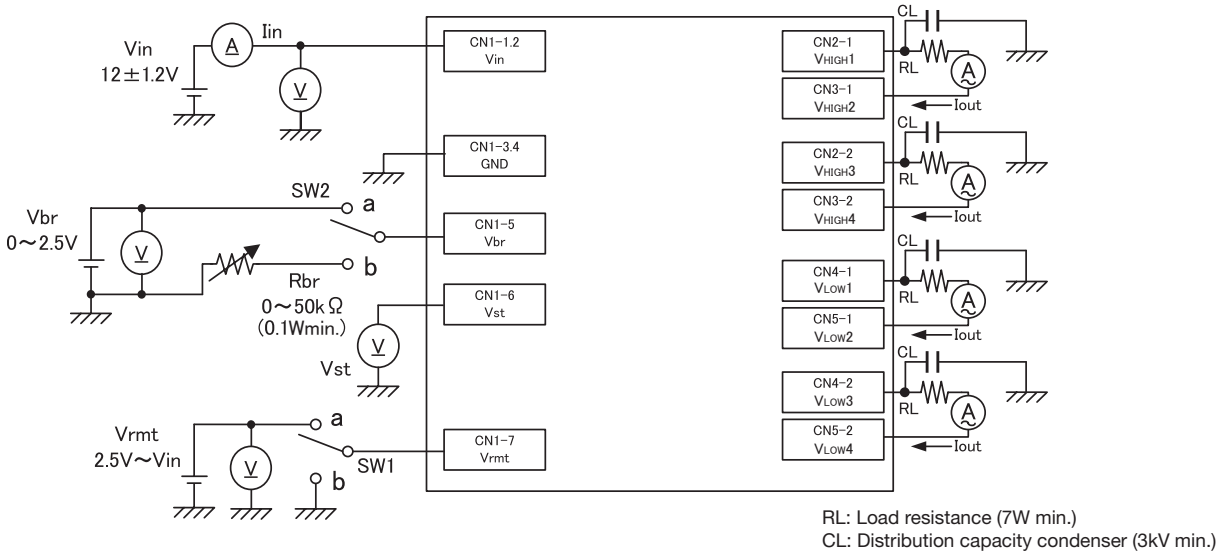 Vin
12±1.2V
A
Iin
V
CN1-1.2
Vin
CN1-3.4
GND
SW2
a
b
Vbr
0～2.5V
V
Rbr
0～50kΩ
(0.1Wmin.)
CN1-5
Vbr
CN1-6
Vst
V
Vst
Vrmt
2.5V～Vin
V
a
b
SW1
CN1-7
Vrmt
CN2-1
VHIGH1
CN3-1
VHIGH2
CL
RL
A
Iout
CN2-2
VHIGH3
CN3-2
VHIGH4
CL
RL
A
Iout
CN4-1
VLOW1
CN5-1
VLOW2
CL
RL
A
Iout
CN4-2
VLOW3
CN5-2
VLOW4
CL
RL
A
Iout
RL: Load resistance (7W min.)
CL: Distribution capacity condenser (3kV min.)